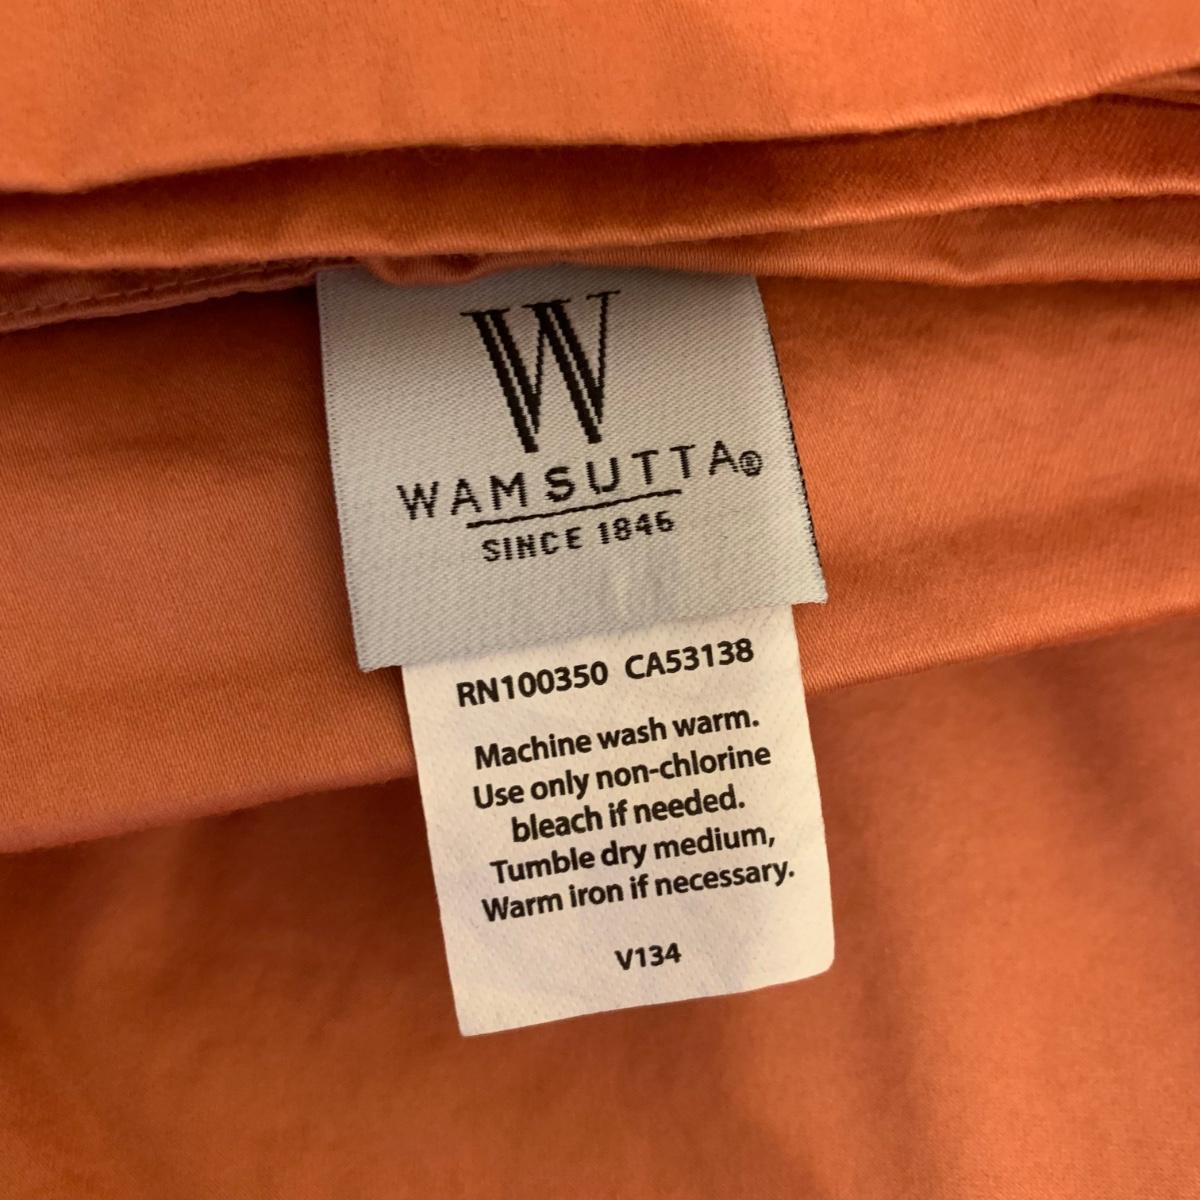 W
WAMSUTTA®
SINCE 1846
RN100350 CA53138
Machine wash warm.
Use only non-chlorine
bleach if needed.
Tumble dry medium,
Warm iron if necessary.
V134